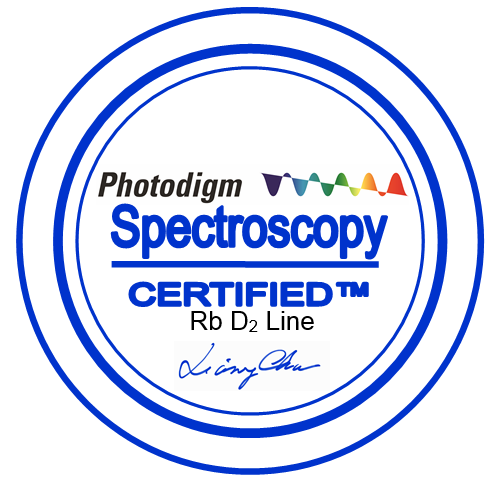 Photodigm
Spectroscopy
CERTIFIED™
Rb D₂ Line